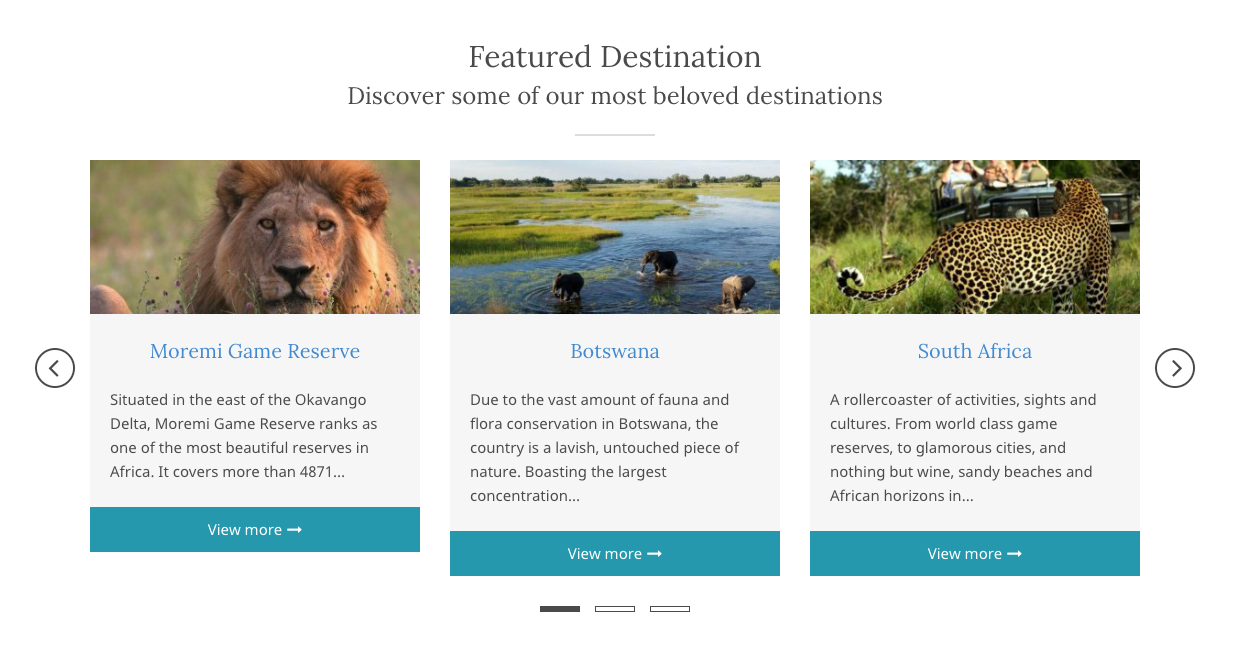 Featured Destination
Discover some of our most beloved destinations
Moremi Game Reserve
Situated in the east of the Okavango
Delta, Moremi Game Reserve ranks as
one of the most beautiful reserves in
Africa. It covers more than 4871...
View more
Botswana
Due to the vast amount of fauna and
flora conservation in Botswana, the
country is a lavish, untouched piece of
nature. Boasting the largest
concentration...
View more
South Africa
A rollercoaster of activities, sights and
cultures. From world class game
reserves, to glamorous cities, and
nothing but wine, sandy beaches and
African horizons in...
View more